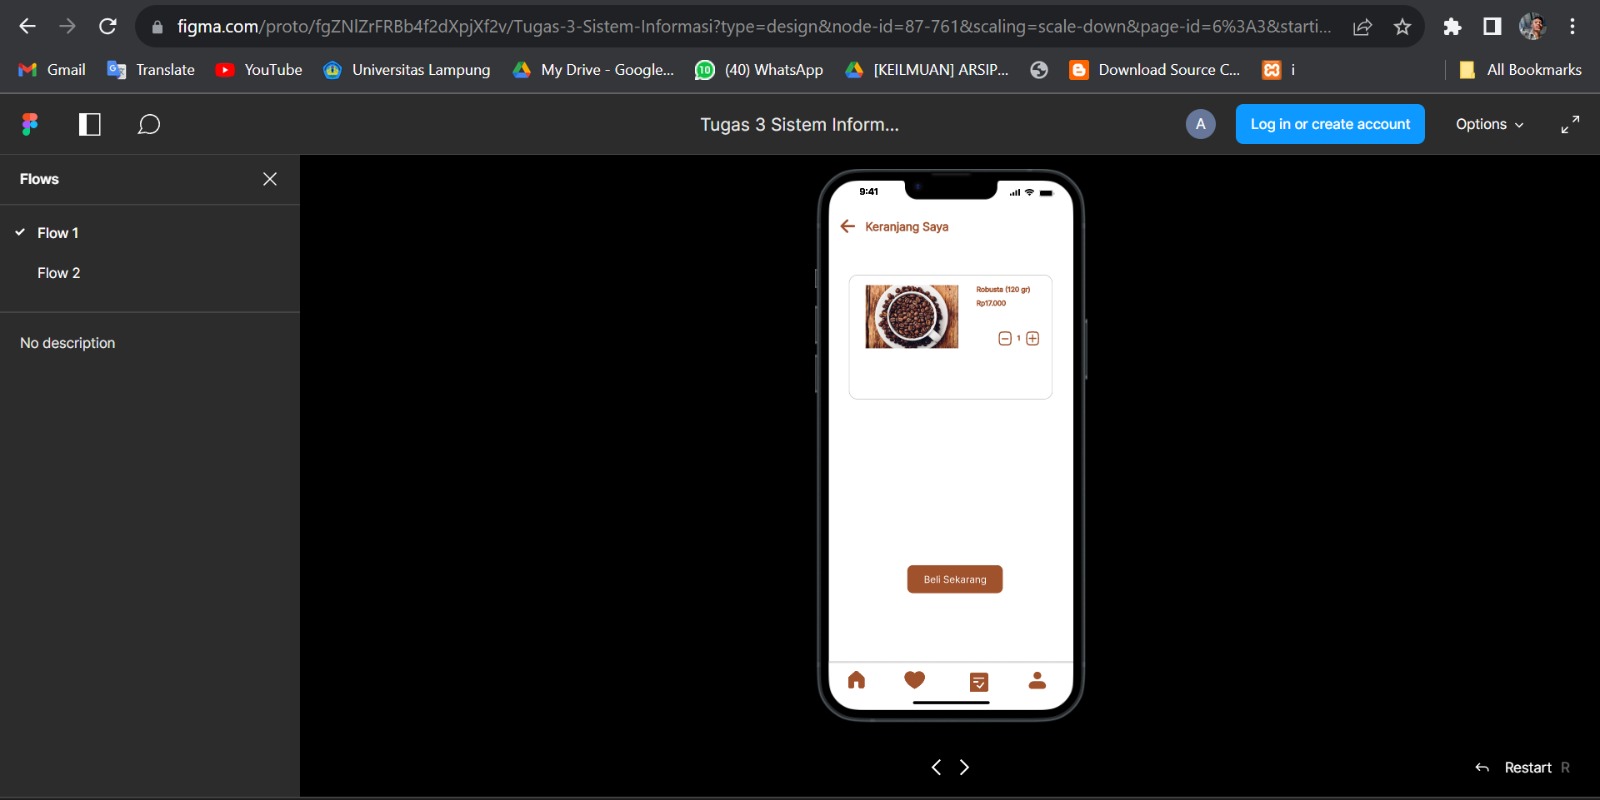 figma.com/proto/fgZNlZrFRBb4f2dXpjXf2v/Tugas-3-Sistem-Informasi?type=design&node-id=87-761&scaling=scale-down&page-id=6%3A3&starti...
Gmail Translate YouTube Universitas Lampung My Drive - Google... 10 (40) WhatsApp [KEILMUAN] ARSIP... Download Source C... i All Bookmarks
Tugas 3 Sistem Inform... A Log in or create account Options
Flows
Flow 1
Flow 2
No description
9:41
Keranjang Saya
Robusta (120 gr)
Rp17.000
1
Beli Sekarang
Restart R